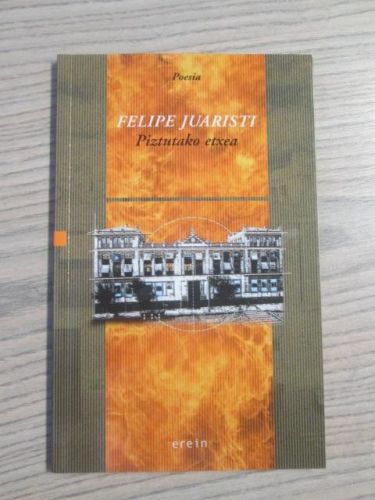 Poesia
FELIPE JUARISTI
Piztutako etxea
erein